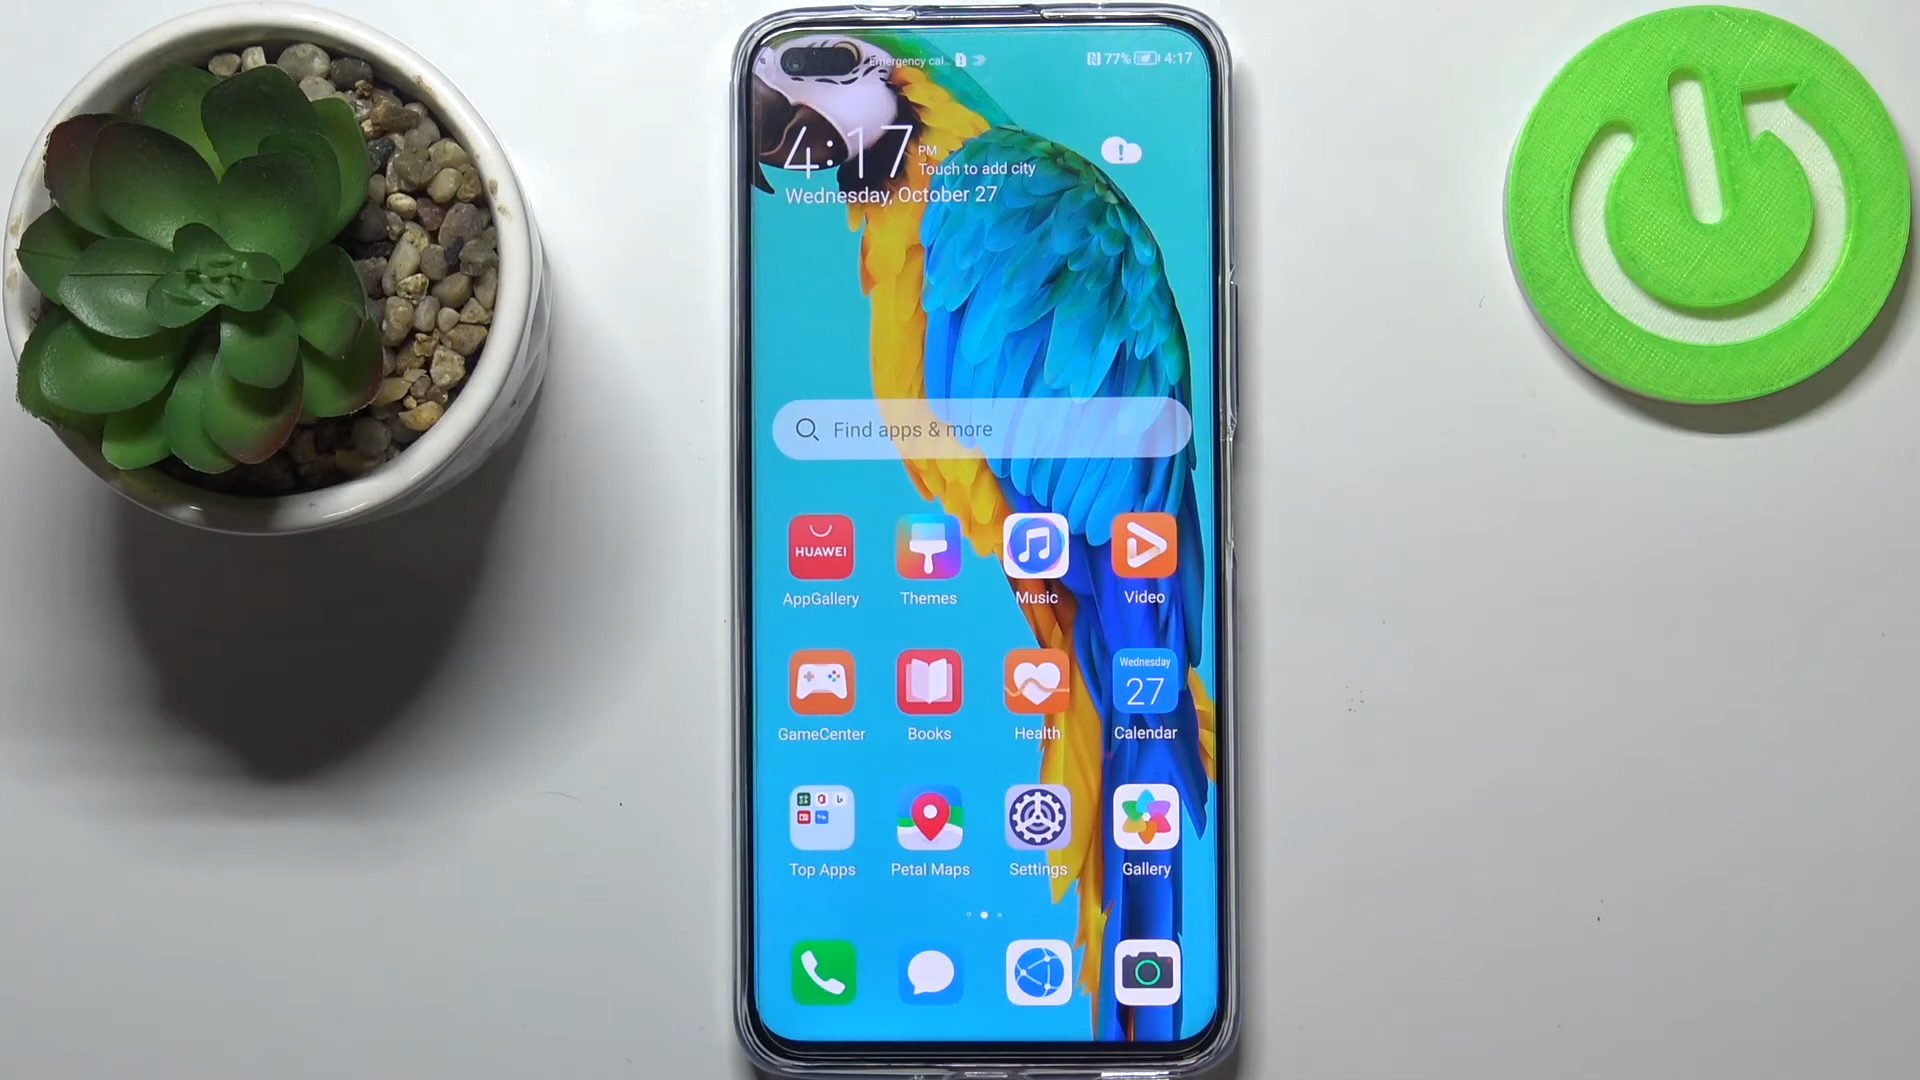 Emergency cal...
77% 4:17
4:17 PM
Touch to add city
Wednesday, October 27
Find apps & more
HUAWEI
AppGallery Themes Music Video
Wednesday
27
GameCenter Books Health Calendar
Top Apps Petal Maps Settings Gallery